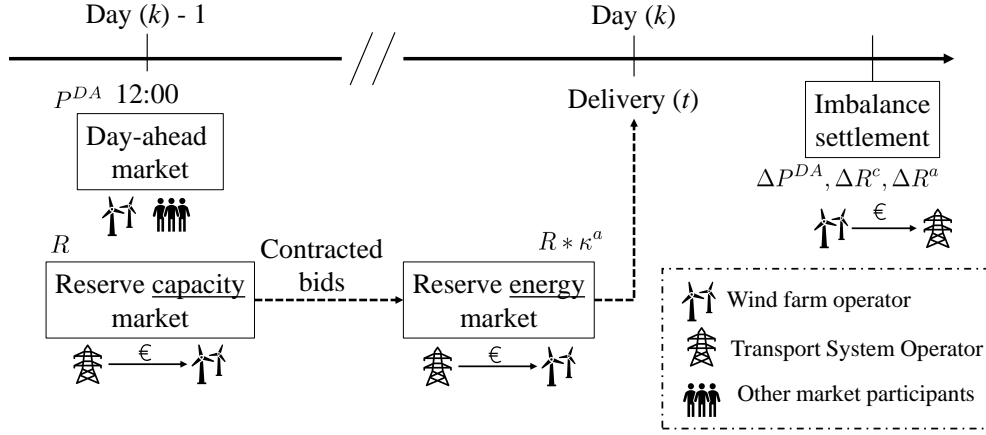 Day (k) - 1
Day (k)
P^{DA} 12:00
Day-ahead
market
Delivery (t)
Imbalance
settlement
ΔP^{DA}, ΔR^c, ΔR^a
€
R
Reserve capacity
market
€
Contracted
bids
R * κ^a
Reserve energy
market
€
Wind farm operator
Transport System Operator
Other market participants